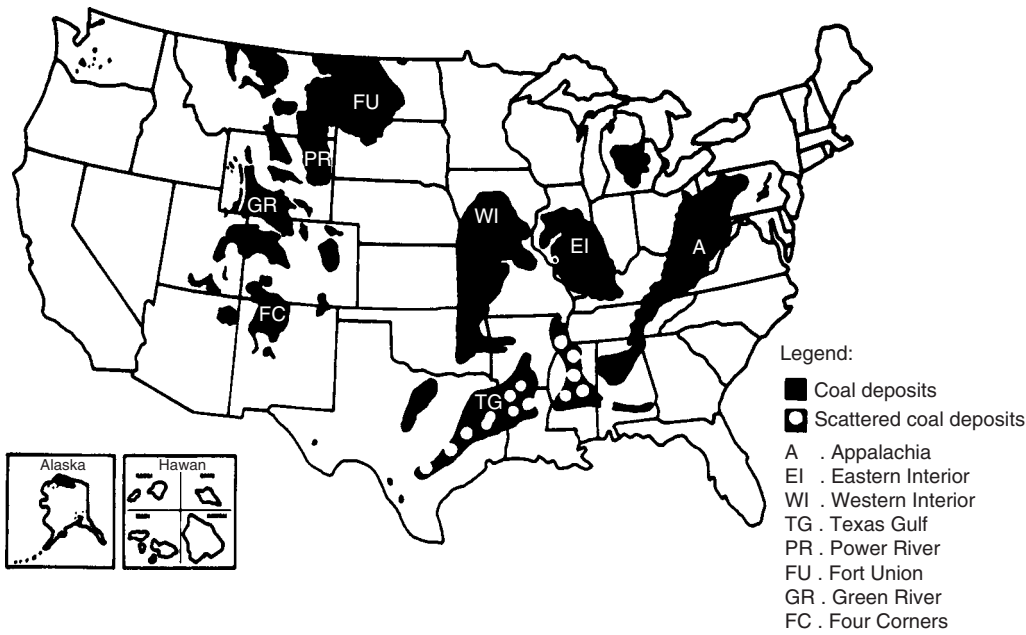 FU
PR
GR
WI
EI
A
FC
TG
Legend:
Coal deposits
Scattered coal deposits
A . Appalachia
EI . Eastern Interior
WI . Western Interior
TG . Texas Gulf
PR . Power River
FU . Fort Union
GR . Green River
FC . Four Corners
Alaska
Hawan